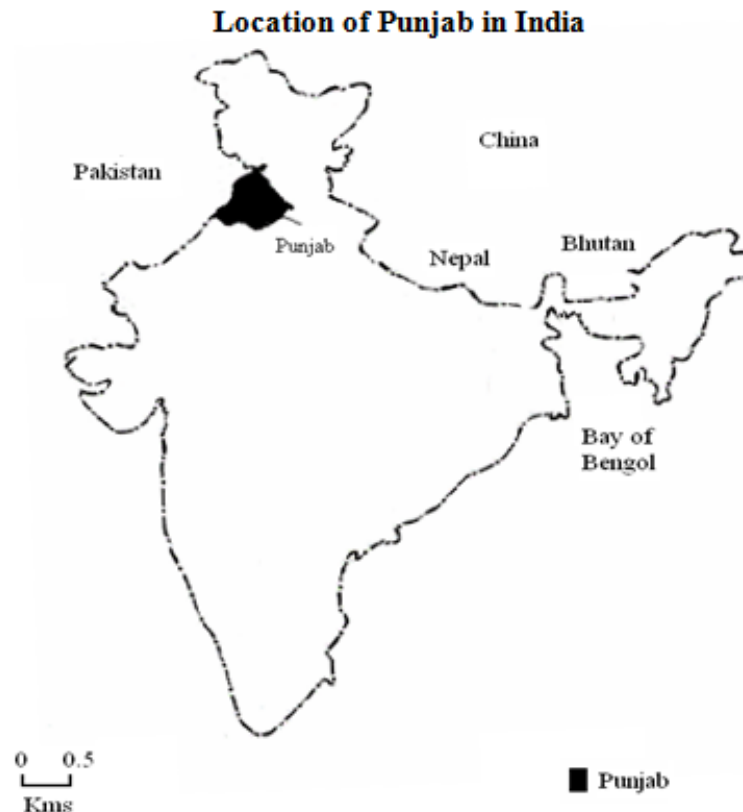 Location of Punjab in India
China
Pakistan
Punjab
Nepal
Bhutan
Bay of
Bengol
0 0.5
Kms
Punjab